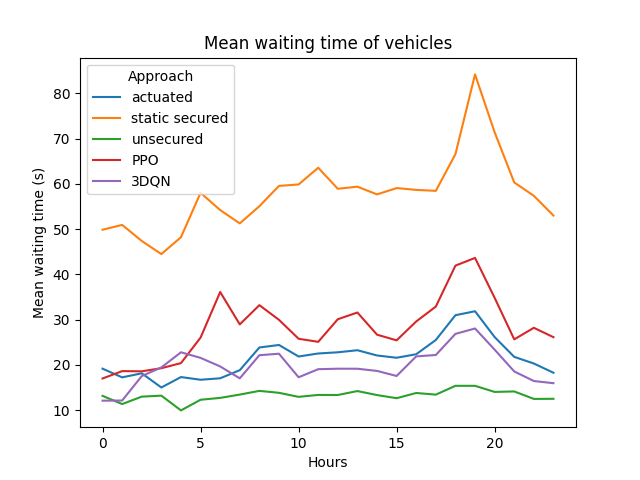 Mean waiting time of vehicles
Approach
actuated
static secured
unsecured
PPO
3DQN
Mean waiting time (s)
80
70
60
50
40
30
20
10
0 5 10 15 20
Hours